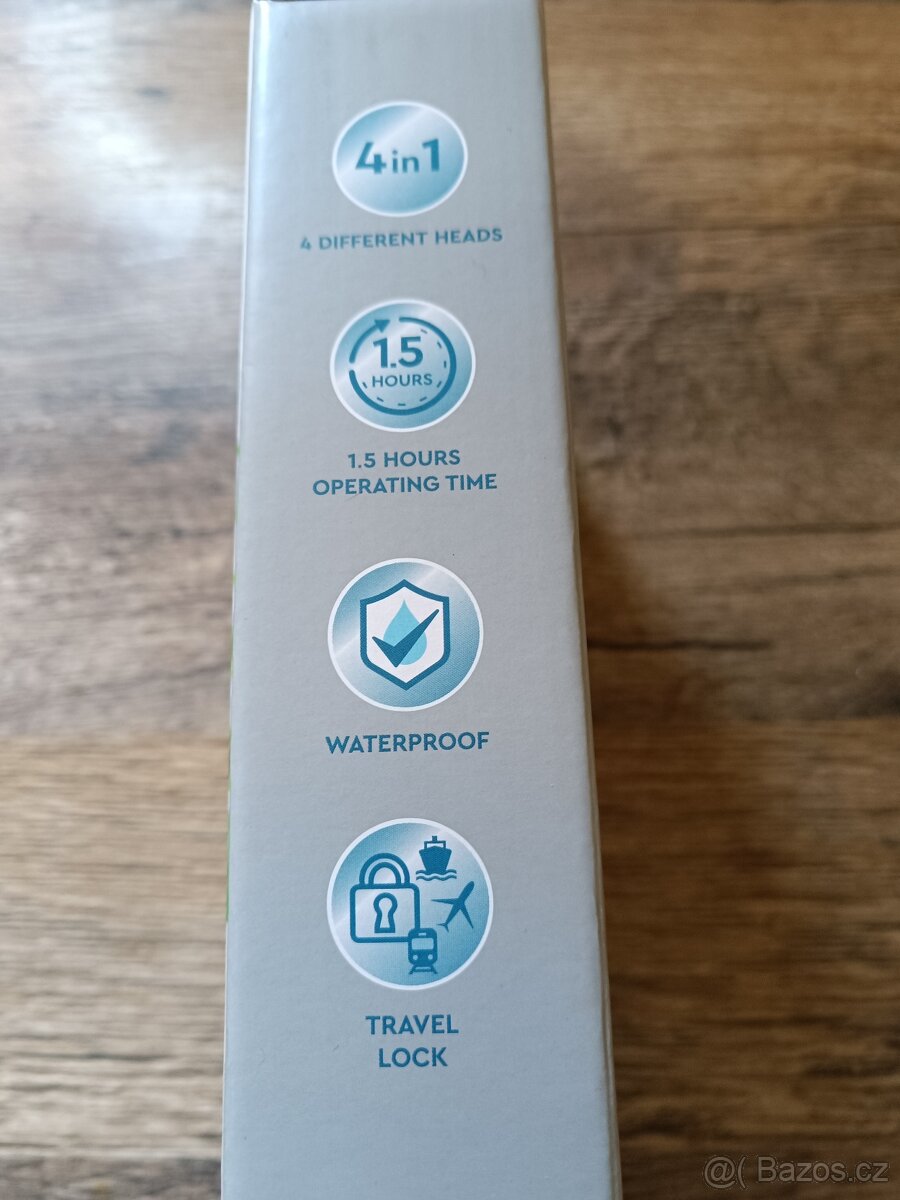 4in1
4 DIFFERENT HEADS
1.5
HOURS
1.5 HOURS
OPERATING TIME
WATERPROOF
TRAVEL
LOCK
@( Bazos.cz